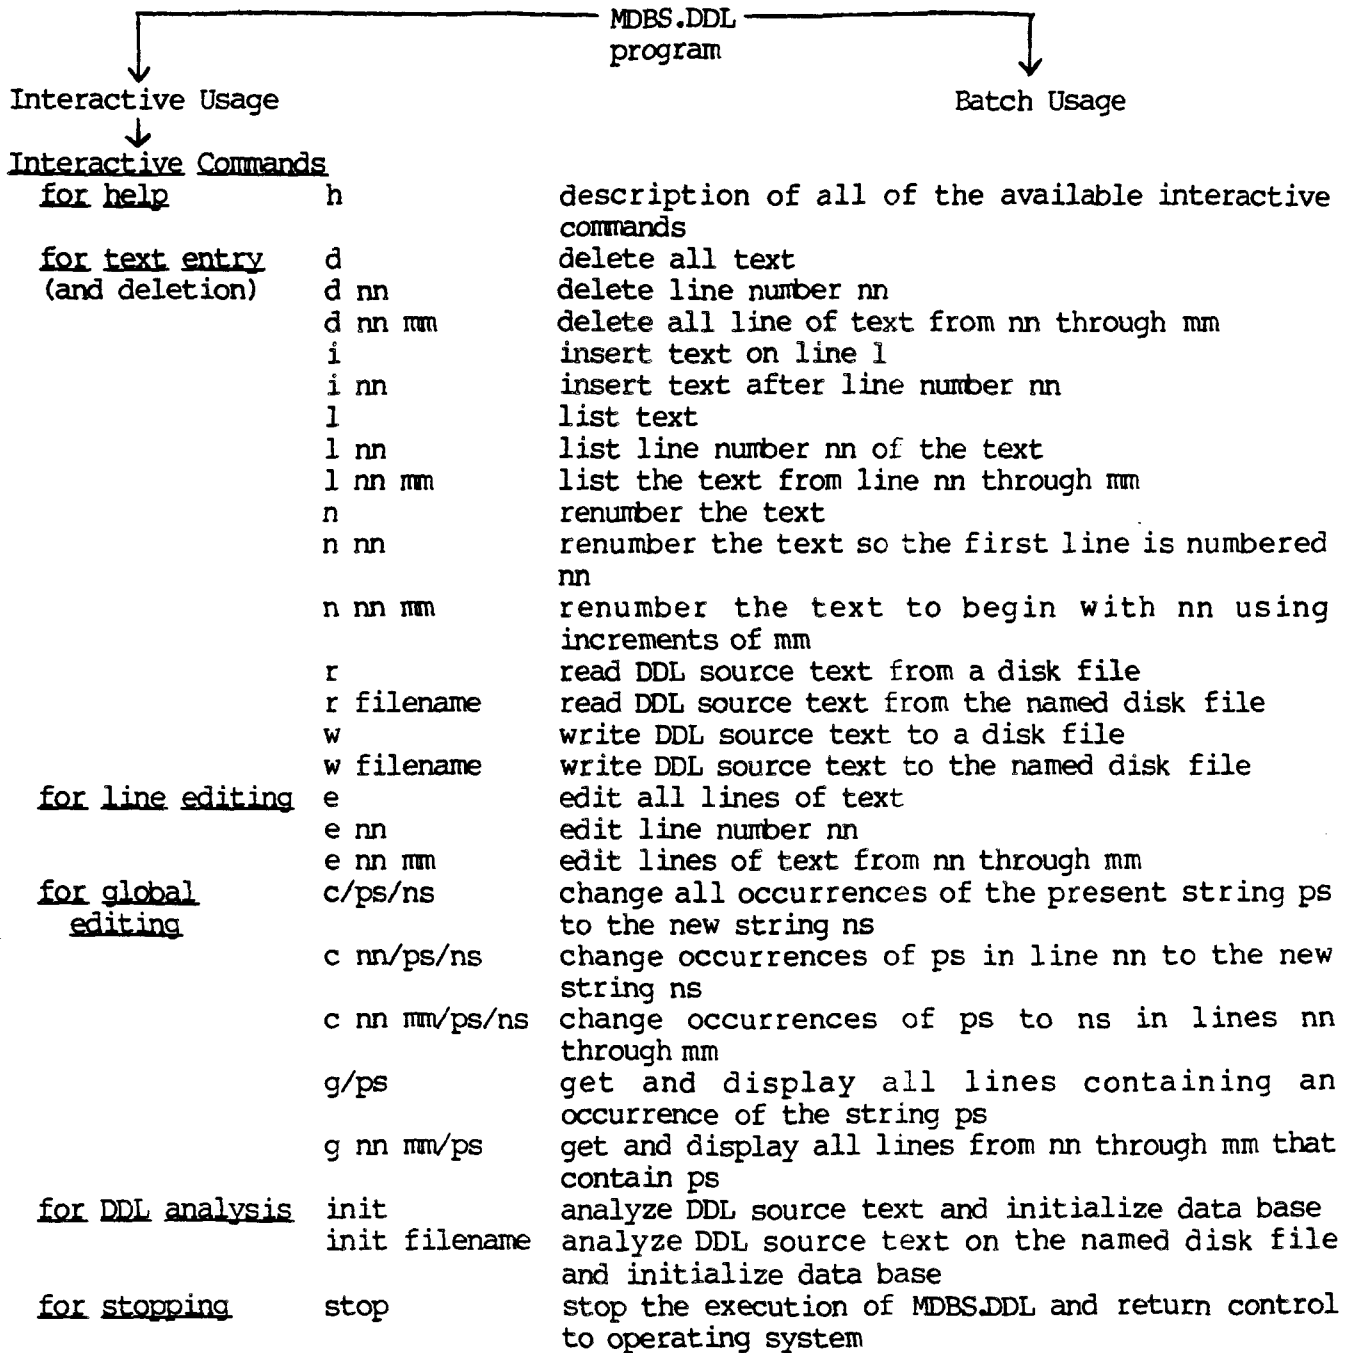 MDBS.DDL
program
Interactive Usage Batch Usage
Interactive Commands
for help h description of all of the available interactive
commands
for text entry d delete all text
(and deletion) d nn delete line number nn
d nn mm delete all line of text from nn through mm
i insert text on line 1
i nn insert text after line number nn
l list text
l nn list line number nn of the text
l nn mm list the text from line nn through mm
n renumber the text
n nn renumber the text so the first line is numbered
nn
n nn mm renumber the text to begin with nn using
increments of mm
r read DDL source text from a disk file
r filename read DDL source text from the named disk file
w write DDL source text to a disk file
w filename write DDL source text to the named disk file
for line editing e edit all lines of text
e nn edit line number nn
e nn mm edit lines of text from nn through mm
for global c/ps/ns change all occurrences of the present string ps
editing to the new string ns
c nn/ps/ns change occurrences of ps in line nn to the new
string ns
c nn mm/ps/ns change occurrences of ps to ns in lines nn
through mm
g/ps get and display all lines containing an
occurrence of the string ps
g nn mm/ps get and display all lines from nn through mm that
contain ps
for DDL analysis init analyze DDL source text and initialize data base
init filename analyze DDL source text on the named disk file
and initialize data base
for stopping stop stop the execution of MDBS.DDL and return control
to operating system